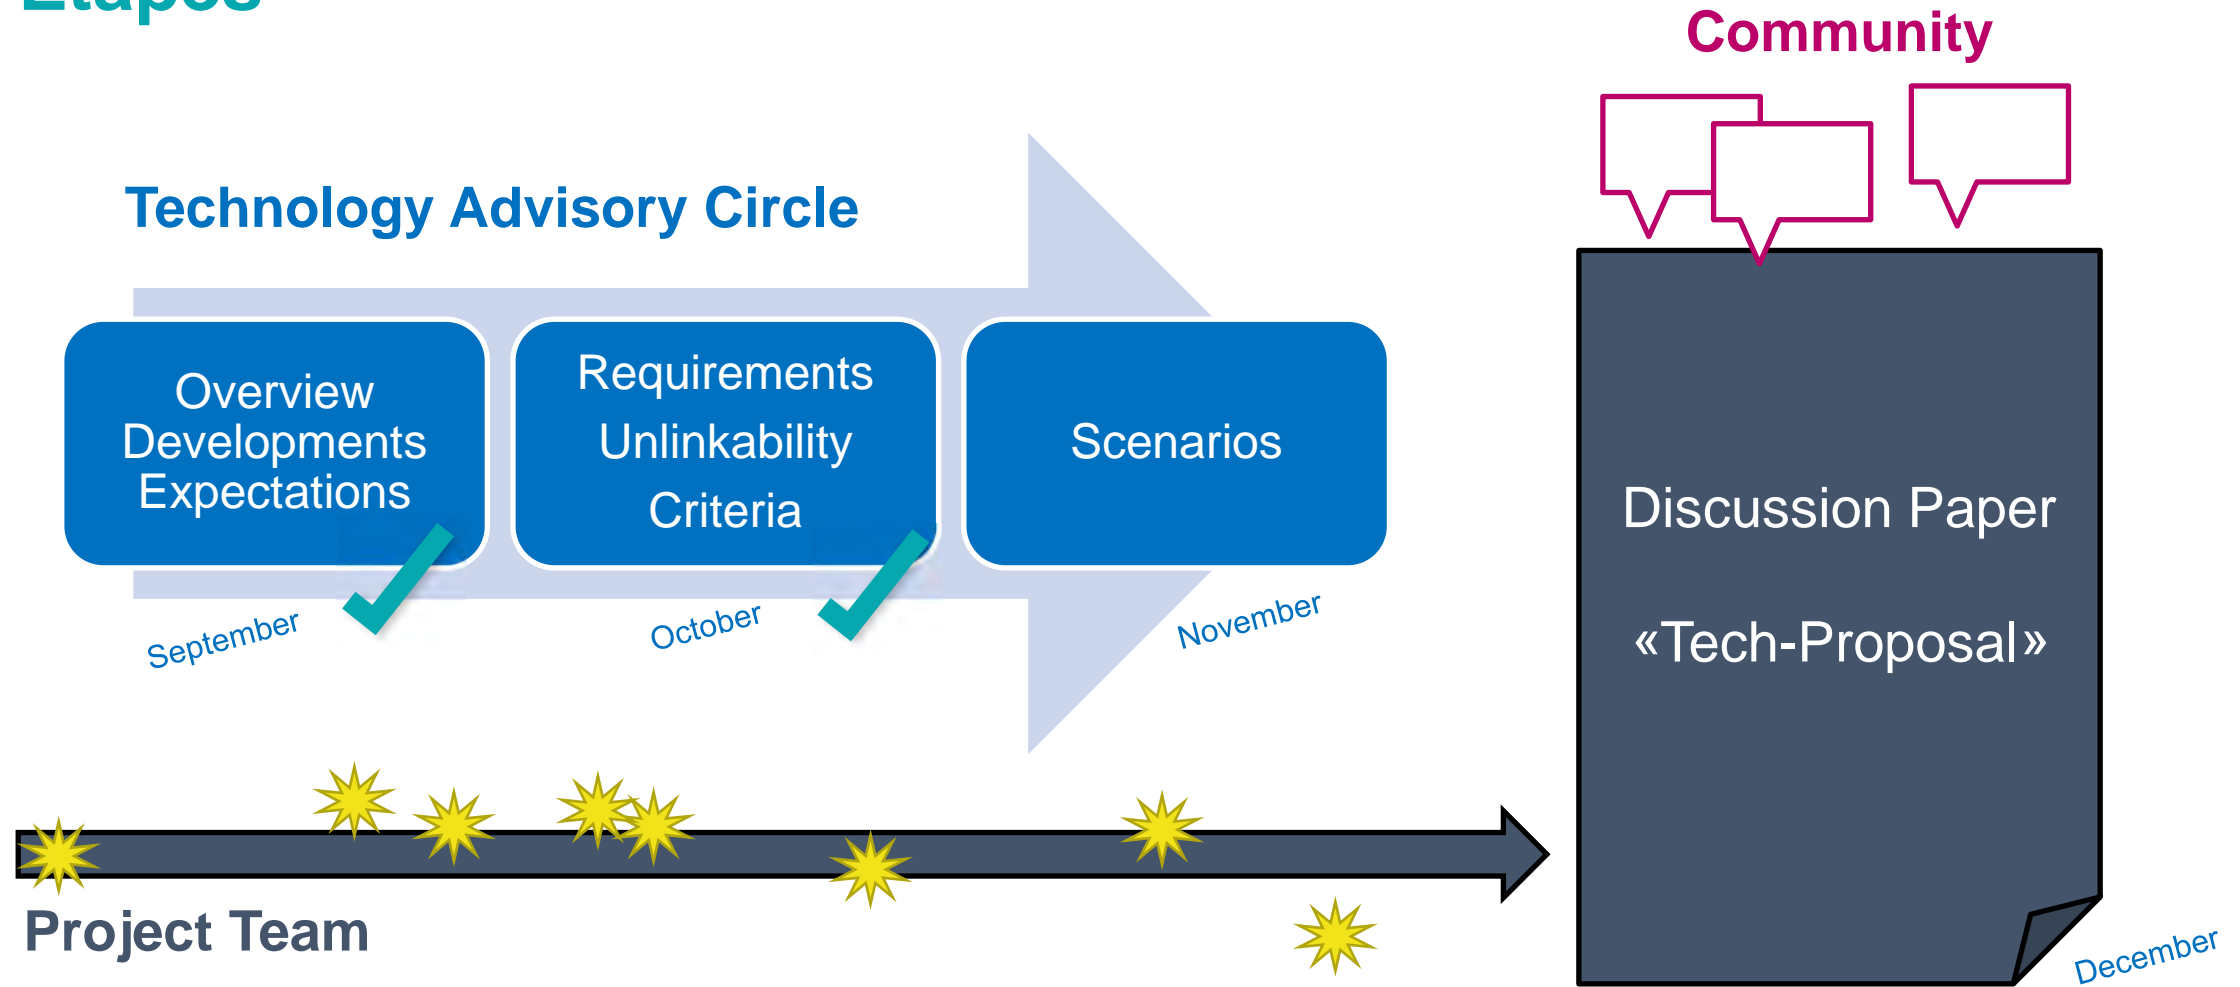 Etapes
Community
Technology Advisory Circle
Overview
Developments
Expectations
Requirements
Unlinkability
Criteria
Scenarios
September
October
November
Discussion Paper
«Tech-Proposal»
Project Team
December